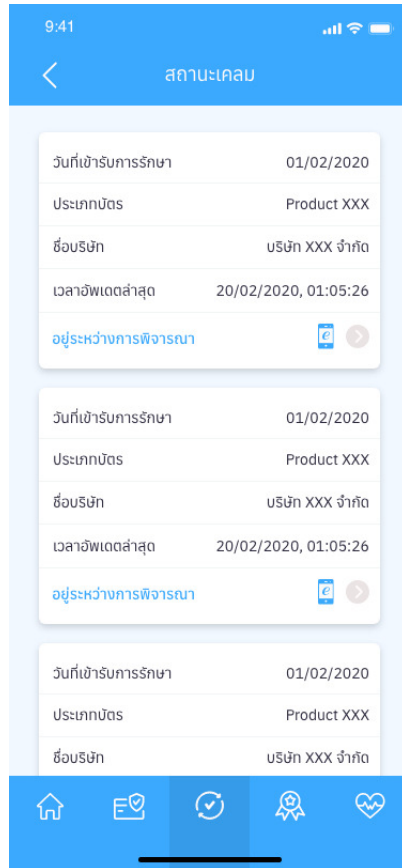 9:41
สถานะเคลม
วันที่เข้ารับการรักษา 01/02/2020
ประเภทบัตร Product XXX
ชื่อบริษัท บริษัท XXX จำกัด
เวลาอัพเดตล่าสุด 20/02/2020, 01:05:26
อยู่ระหว่างการพิจารณา e
วันที่เข้ารับการรักษา 01/02/2020
ประเภทบัตร Product XXX
ชื่อบริษัท บริษัท XXX จำกัด
เวลาอัพเดตล่าสุด 20/02/2020, 01:05:26
อยู่ระหว่างการพิจารณา e
วันที่เข้ารับการรักษา 01/02/2020
ประเภทบัตร Product XXX
ชื่อบริษัท บริษัท XXX จำกัด